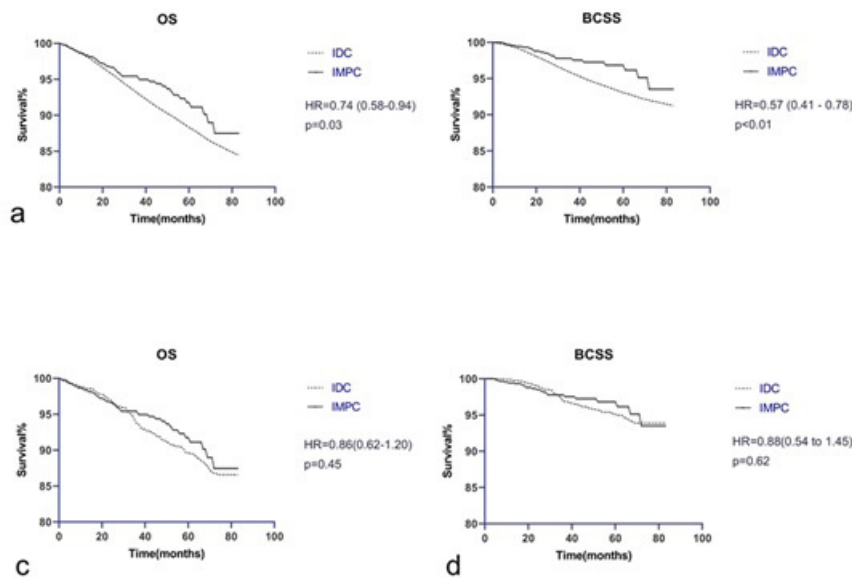 OS
100
95
90
85
80
Survival%
0 20 40 60 80 100
Time(months)
IDC
IMPC
HR=0.74 (0.58-0.94)
p=0.03
a
BCSS
100
95
90
85
80
Survival%
0 20 40 60 80 100
Time(months)
IDC
IMPC
HR=0.57 (0.41 - 0.78)
p<0.01
OS
100
95
90
85
80
Survival%
0 20 40 60 80 100
Time(months)
IDC
IMPC
HR=0.86(0.62-1.20)
p=0.45
c
BCSS
100
95
90
85
80
Survival%
0 20 40 60 80 100
Time(months)
IDC
IMPC
HR=0.88(0.54 to 1.45)
p=0.62
d